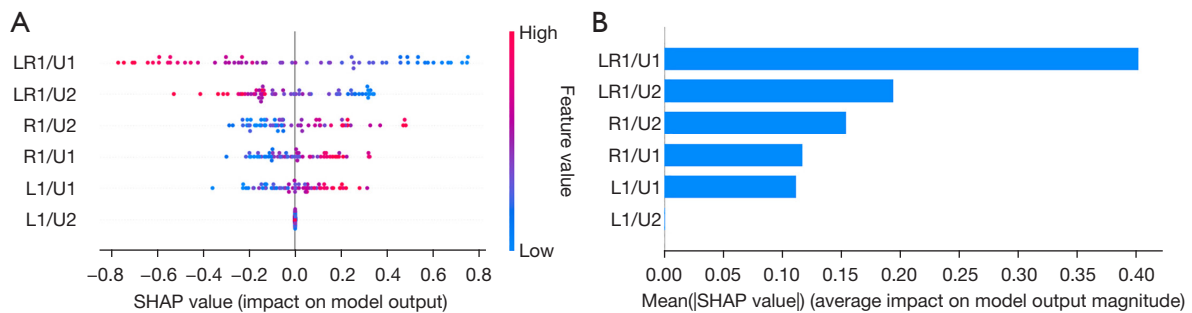 A
LR1/U1
LR1/U2
R1/U2
R1/U1
L1/U1
L1/U2
−0.8 −0.6 −0.4 −0.2 0.0 0.2 0.4 0.6 0.8
SHAP value (impact on model output)
High
Feature value
Low
B
LR1/U1
LR1/U2
R1/U2
R1/U1
L1/U1
L1/U2
0.00 0.05 0.10 0.15 0.20 0.25 0.30 0.35 0.40
Mean(|SHAP value|) (average impact on model output magnitude)